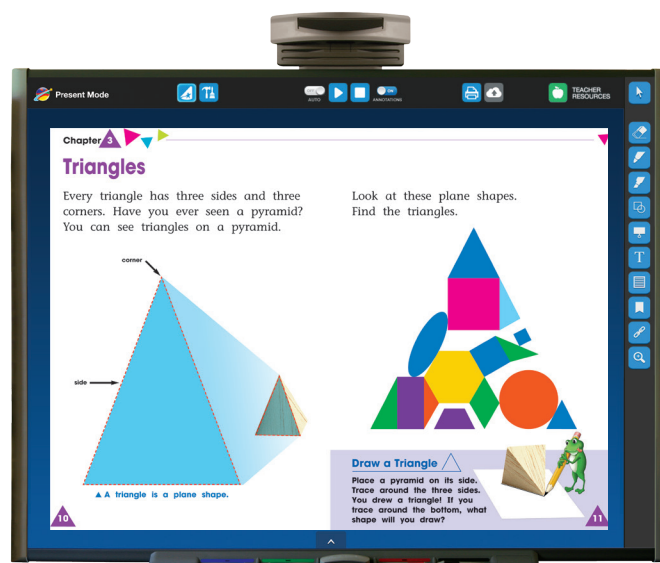 Present Mode
AUTO
ON
ANNOTATIONS
TEACHER
RESOURCES
T
Chapter 3
Triangles
Every triangle has three sides and three
corners. Have you ever seen a pyramid?
You can see triangles on a pyramid.
corner
side
▲ A triangle is a plane shape.
10
Look at these plane shapes.
Find the triangles.
Draw a Triangle
Place a pyramid on its side.
Trace around the three sides.
You drew a triangle! If you
trace around the bottom, what
shape will you draw?
11